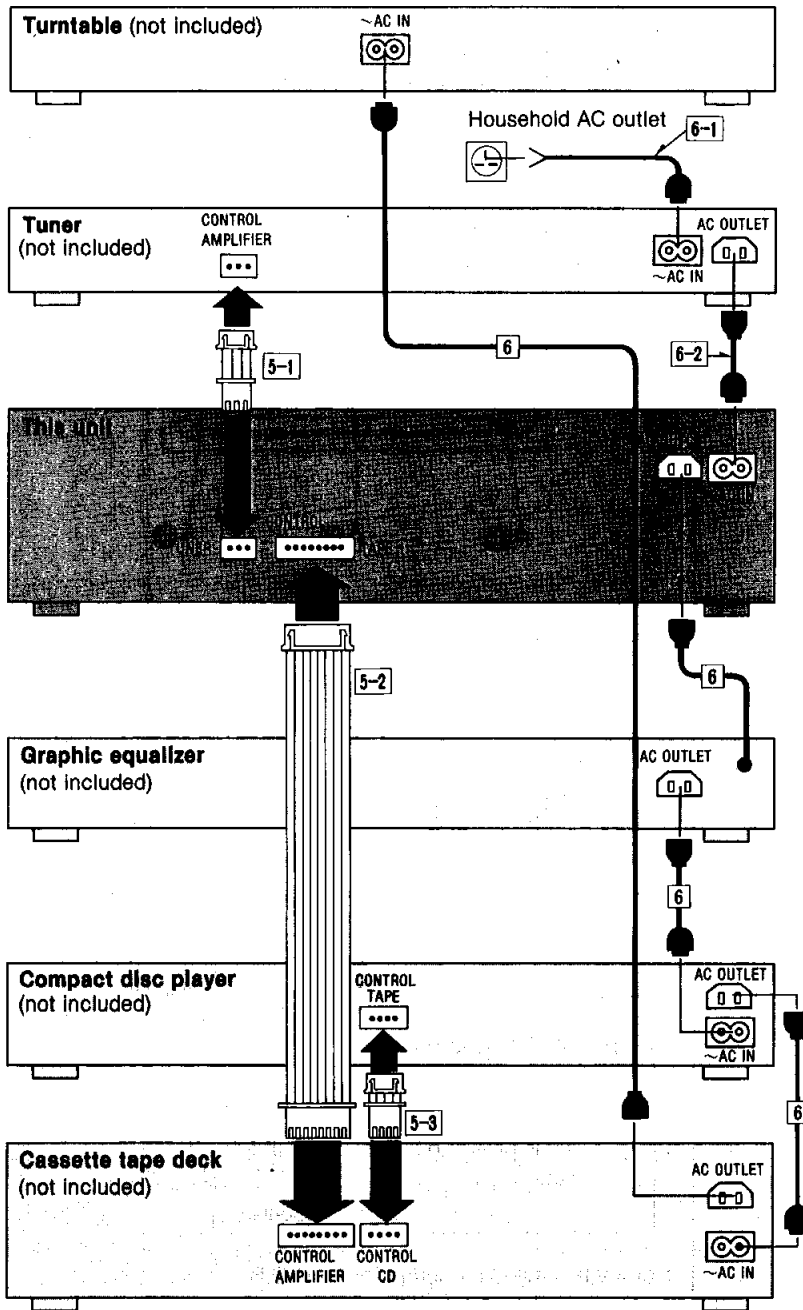 Turntable (not included)
~AC IN
Household AC outlet
6-1
Tuner
(not included)
CONTROL
AMPLIFIER
AC OUTLET
~AC IN
5-1
6
6-2
This unit
CONTROL
5-2
6
Graphic equalizer
(not included)
AC OUTLET
6
Compact disc player
(not included)
CONTROL
TAPE
AC OUTLET
~AC IN
5-3
6
Cassette tape deck
(not included)
AC OUTLET
CONTROL
AMPLIFIER
CONTROL
CD
~AC IN